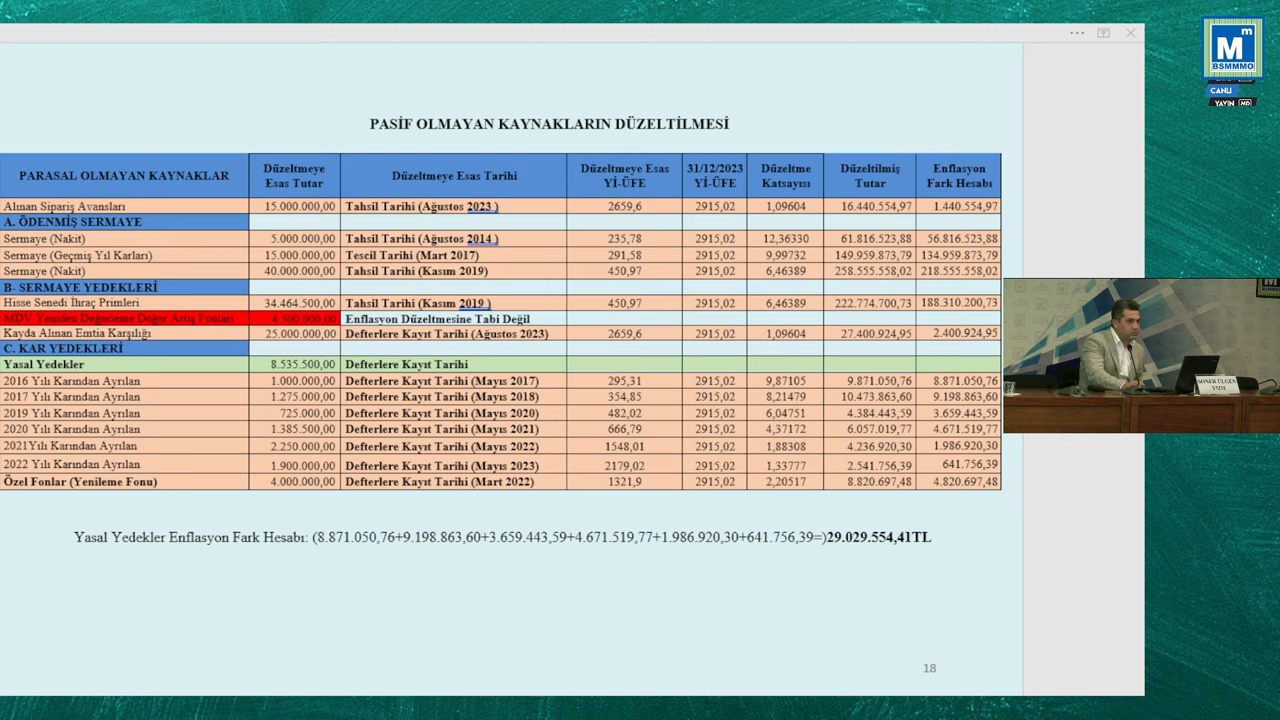 PASİF OLMAYAN KAYNAKLARIN DÜZELTİLMESİ
PARASAL OLMAYAN KAYNAKLAR Düzeltmeye Esas Tutar Düzeltmeye Esas Tarihi Düzeltmeye Esas Yİ-ÜFE 31/12/2023 Yİ-ÜFE Düzeltme Katsayısı Düzeltilmiş Tutar Enflasyon Fark Hesabı
Alınan Sipariş Avansları 15.000.000,00 Tahsil Tarihi (Ağustos 2023 ) 2659,6 2915,02 1,09604 16.440.554,97 1.440.554,97
A. ÖDENMİŞ SERMAYE
Sermaye (Nakit) 5.000.000,00 Tahsil Tarihi (Ağustos 2014 ) 235,78 2915,02 12,36330 61.816.523,88 56.816.523,88
Sermaye (Geçmiş Yıl Karları) 15.000.000,00 Tescil Tarihi (Mart 2017) 291,58 2915,02 9,99732 149.959.873,79 134.959.873,79
Sermaye (Nakit) 40.000.000,00 Tahsil Tarihi (Kasım 2019) 450,97 2915,02 6,46389 258.555.558,02 218.555.558,02
B- SERMAYE YEDEKLERİ
Hisse Senedi İhraç Primleri 34.464.500,00 Tahsil Tarihi (Kasım 2019 ) 450,97 2915,02 6,46389 222.774.700,73 188.310.200,73
MDV Yeniden Değerleme Değer Artış Fonları 4.500.000,00 Enflasyon Düzeltmesine Tabi Değil
Kayda Alınan Emtia Karşılığı 25.000.000,00 Defterlere Kayıt Tarihi (Ağustos 2023) 2659,6 2915,02 1,09604 27.400.924,95 2.400.924,95
C. KAR YEDEKLERİ
Yasal Yedekler 8.535.500,00 Defterlere Kayıt Tarihi
2016 Yılı Karından Ayrılan 1.000.000,00 Defterlere Kayıt Tarihi (Mayıs 2017) 295,31 2915,02 9,87105 9.871.050,76 8.871.050,76
2017 Yılı Karından Ayrılan 1.275.000,00 Defterlere Kayıt Tarihi (Mayıs 2018) 354,85 2915,02 8,21479 10.473.863,60 9.198.863,60
2019 Yılı Karından Ayrılan 725.000,00 Defterlere Kayıt Tarihi (Mayıs 2020) 482,02 2915,02 6,04751 4.384.443,59 3.659.443,59
2020 Yılı Karından Ayrılan 1.385.500,00 Defterlere Kayıt Tarihi (Mayıs 2021) 666,79 2915,02 4,37172 6.057.019,77 4.671.519,77
2021Yılı Karından Ayrılan 2.250.000,00 Defterlere Kayıt Tarihi (Mayıs 2022) 1548,01 2915,02 1,88308 4.236.920,30 1.986.920,30
2022 Yılı Karından Ayrılan 1.900.000,00 Defterlere Kayıt Tarihi (Mayıs 2023) 2179,02 2915,02 1,33777 2.541.756,39 641.756,39
Özel Fonlar (Yenileme Fonu) 4.000.000,00 Defterlere Kayıt Tarihi (Mart 2022) 1321,9 2915,02 2,20517 8.820.697,48 4.820.697,48
Yasal Yedekler Enflasyon Fark Hesabı: (8.871.050,76+9.198.863,60+3.659.443,59+4.671.519,77+1.986.920,30+641.756,39=)29.029.554,41TL
18
M m
BSMMMO
CANLI
YAYIN HD
SONER ÜLGEN
YMM